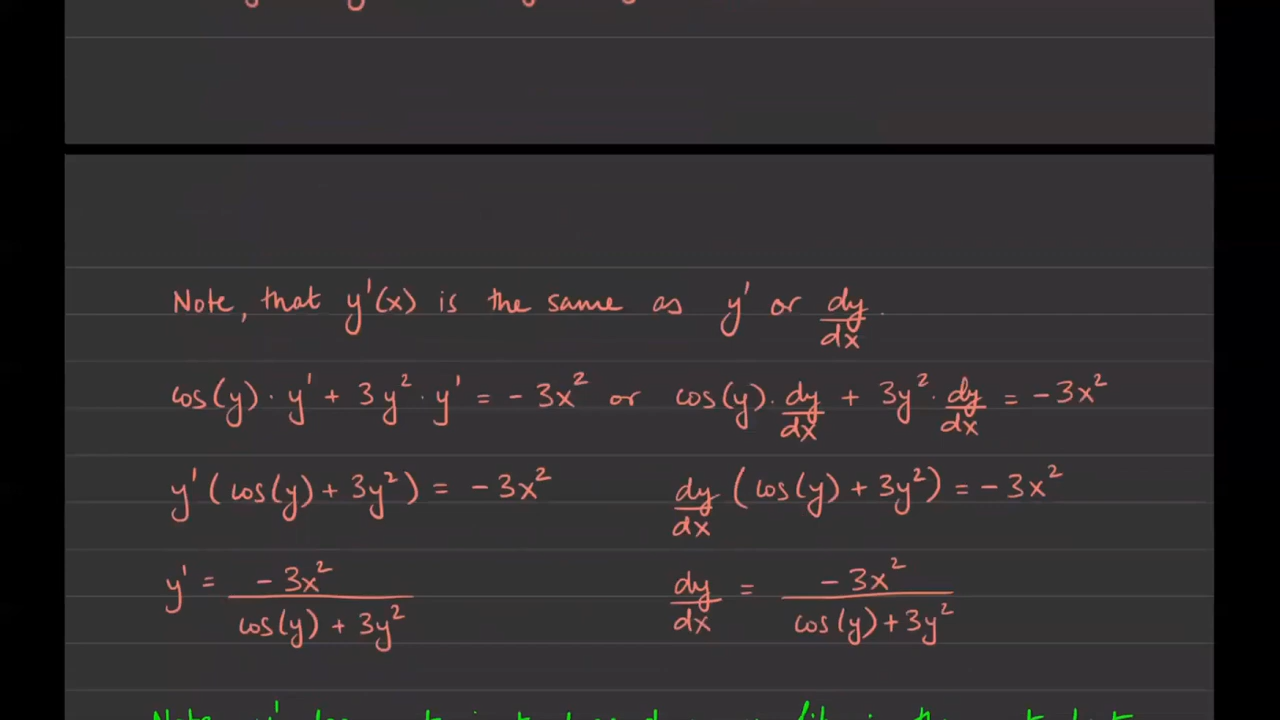 Note, that y'(x) is the same as y' or dy/dx.
cos(y)·y' + 3y²·y' = -3x² or cos(y)·dy/dx + 3y²·dy/dx = -3x²
y'(cos(y) + 3y²) = -3x² dy/dx (cos(y) + 3y²) = -3x²
y' = -3x²/(cos(y) + 3y²) dy/dx = -3x²/(cos(y) + 3y²)